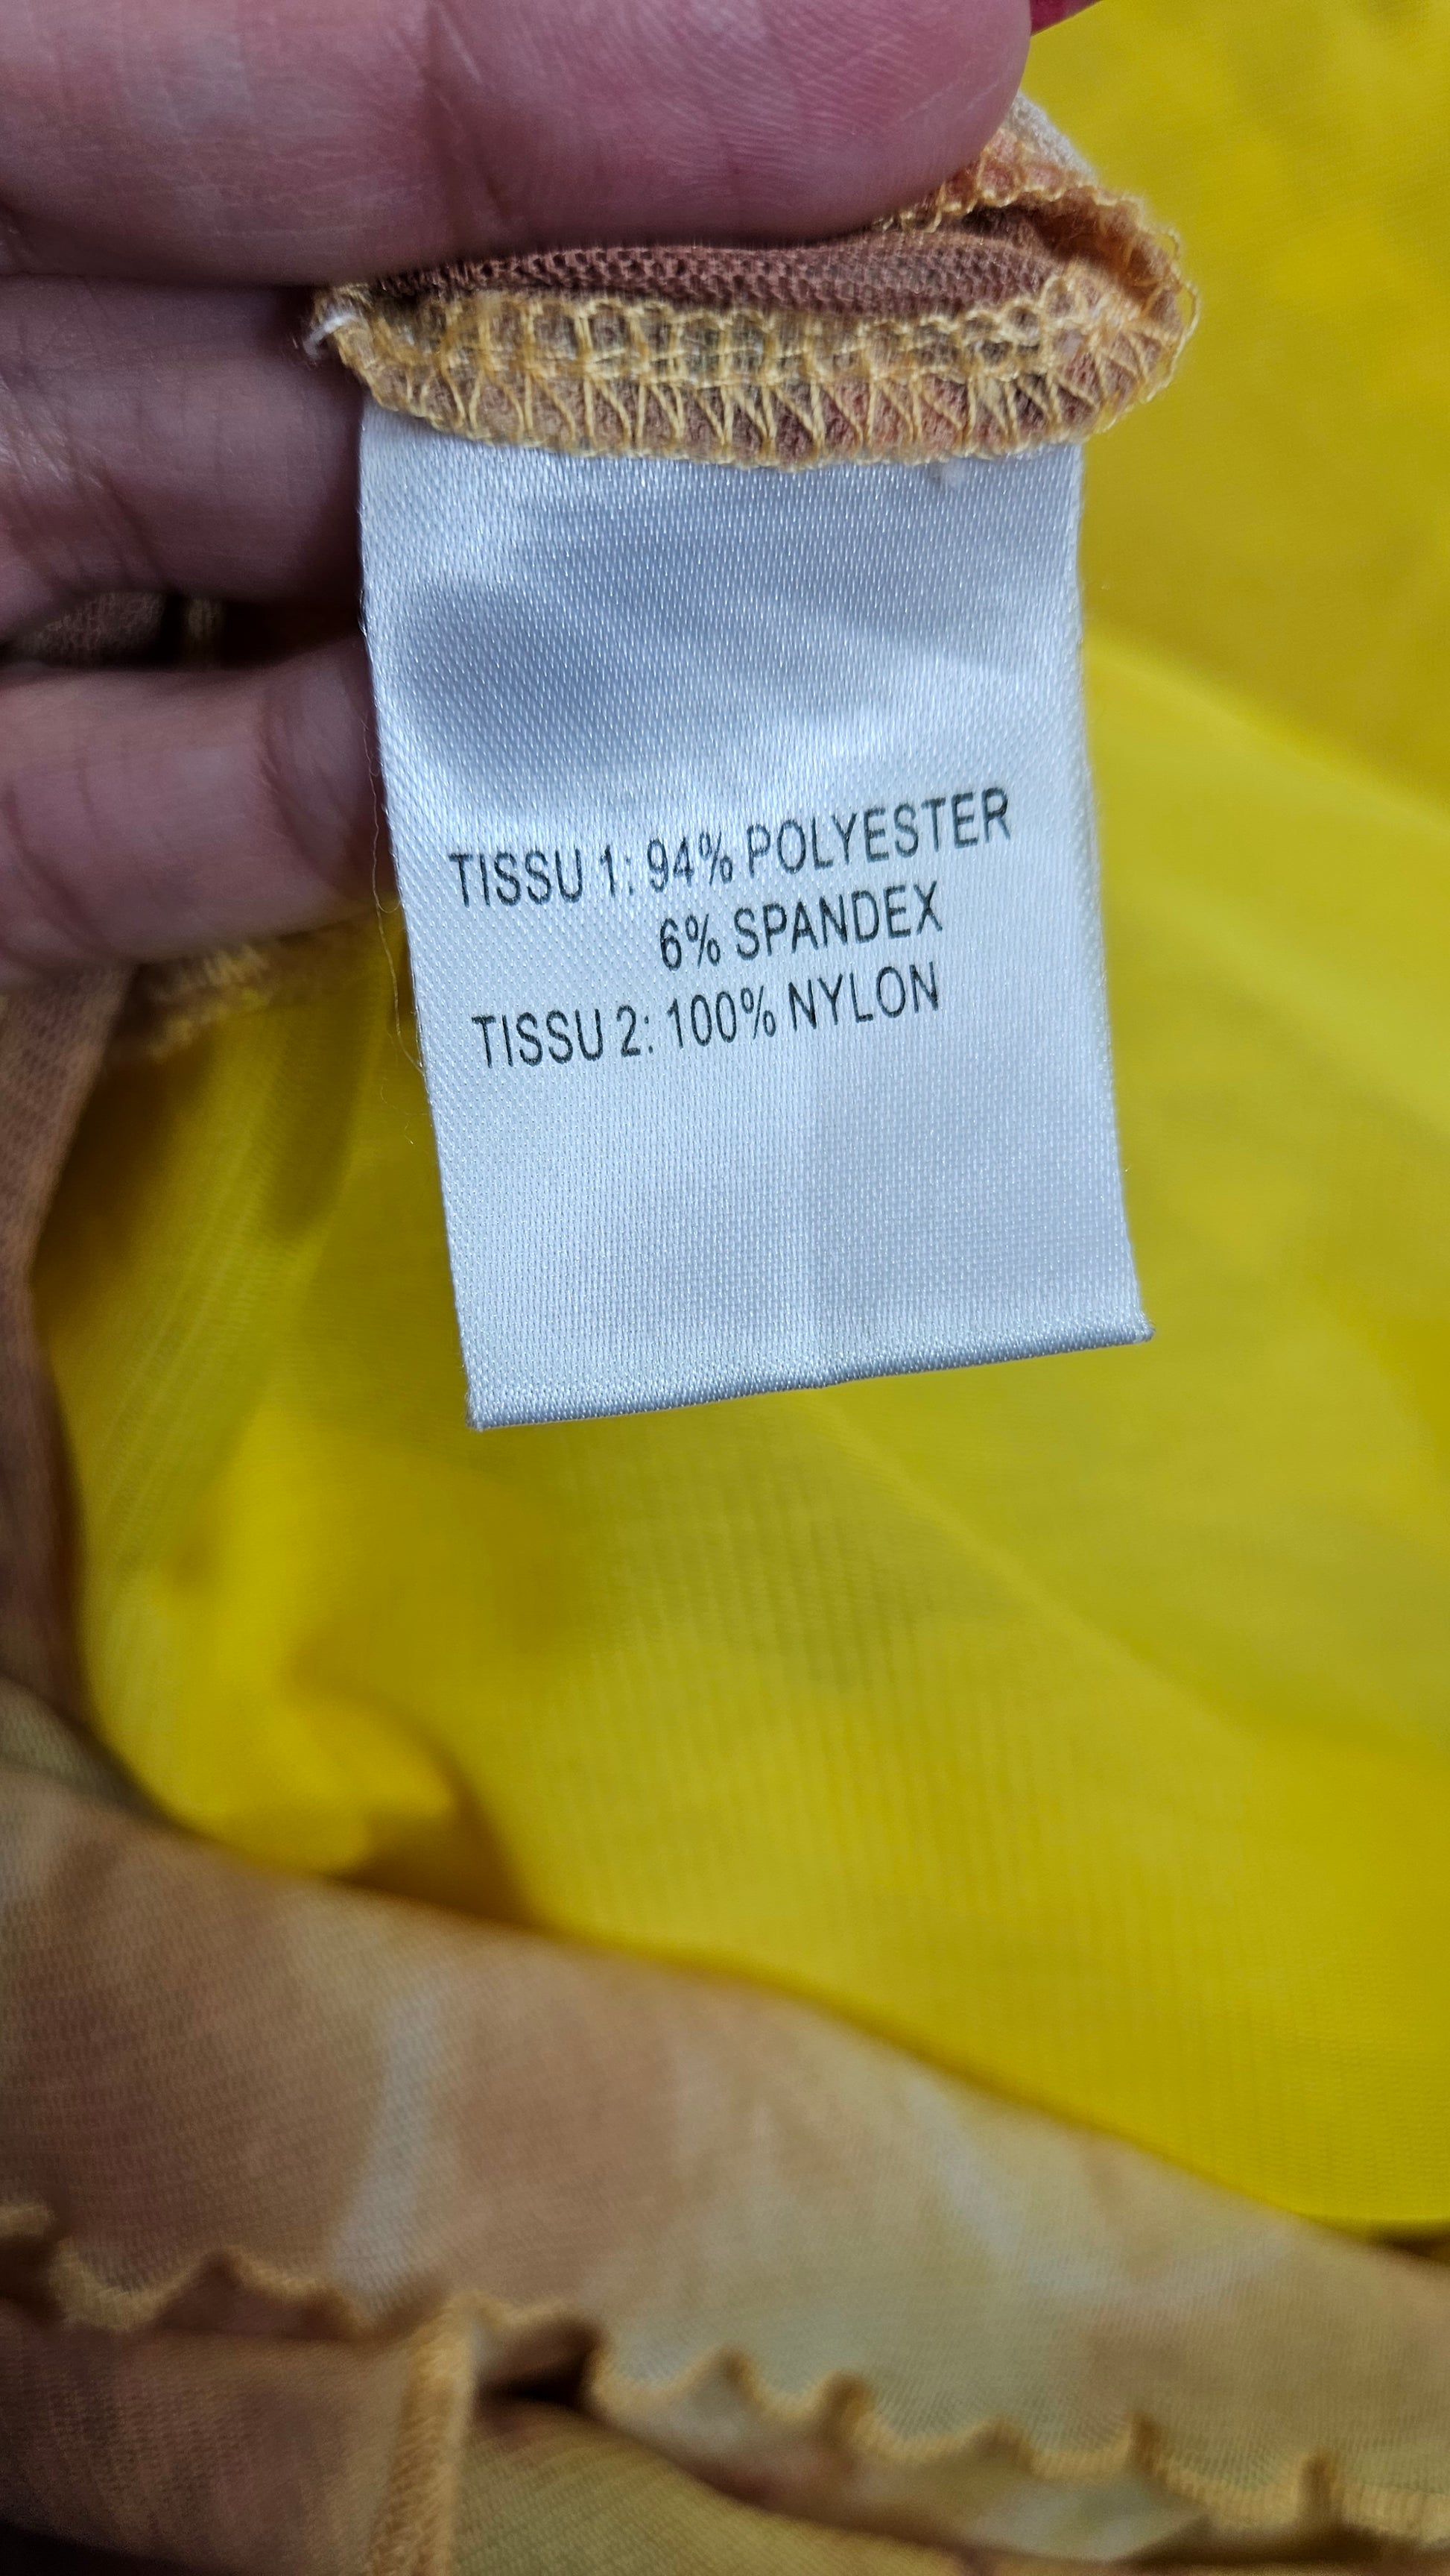 TISSU 1: 94% POLYESTER
6% SPANDEX
TISSU 2: 100% NYLON